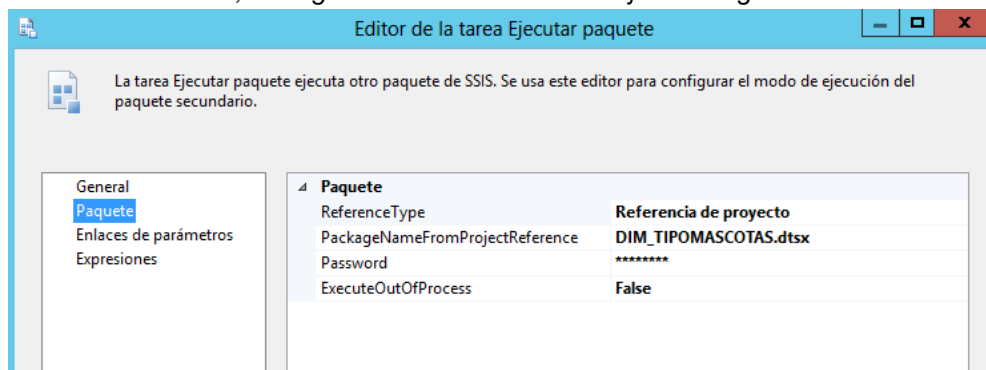 Editor de la tarea Ejecutar paquete
La tarea Ejecutar paquete ejecuta otro paquete de SSIS. Se usa este editor para configurar el modo de ejecución del
paquete secundario.
General
Paquete
Enlaces de parámetros
Expresiones
Paquete
ReferenceType Referencia de proyecto
PackageNameFromProjectReference DIM_TIPOMASCOTAS.dtsx
Password ********
ExecuteOutOfProcess False